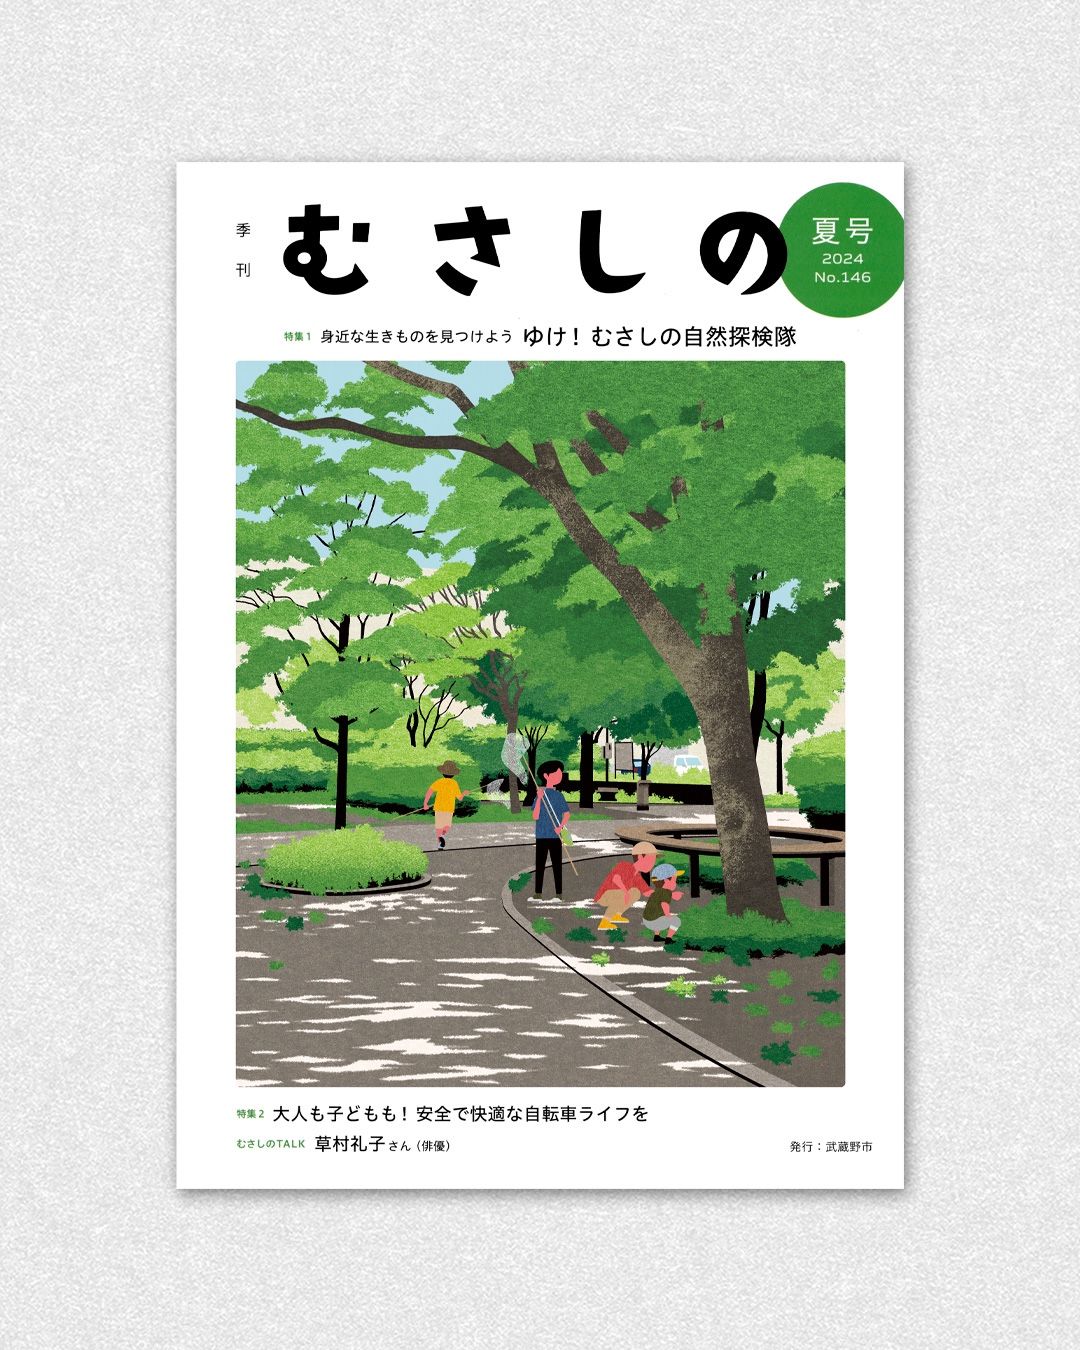 季刊
むさしの
夏号
2024
No.146
特集1 身近な生きものを見つけよう ゆけ！むさしの自然探検隊
特集2 大人も子どもも！安全で快適な自転車ライフを
むさしのTALK 草村礼子さん（俳優）
発行：武蔵野市